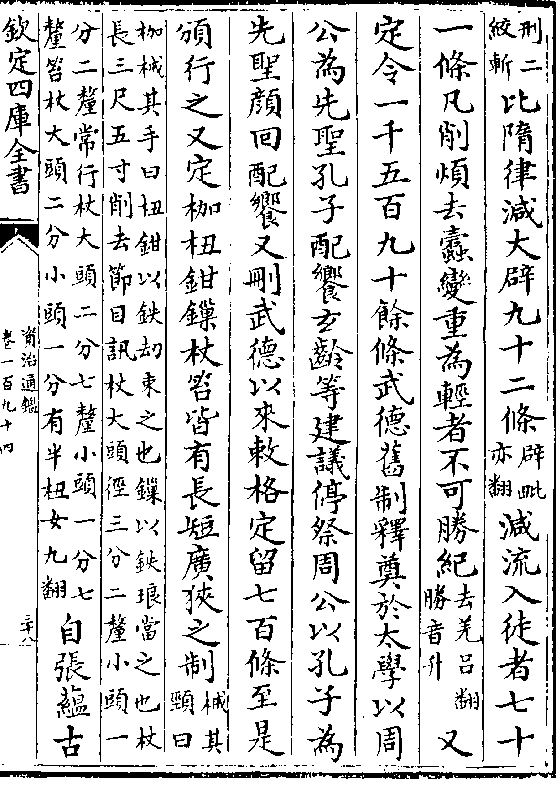 刑二絞斬比隋律減大辟九十二條辟毗亦翻減流入徒者七十
一條凡削煩去蠧變重為輕者不可勝紀去羌呂翻勝音升又
定令一千五百九十餘條武德舊制釋奠於太學以周
公為先聖孔子配饗玄齡等建議停祭周公以孔子為
先聖顔回配饗又刪武德以來敕格定留七百條至是
頒行之又定枷杻鉗鏁杖笞皆有長短廣狹之制械其頸曰
枷械其手曰杻鉗以鉄刧束之也鏁以鉄琅當之也杖
長三尺五寸削去節目訊杖大頭徑三分二釐小頭一
分二釐常行杖大頭二分七釐小頭一分七
釐笞杖大頭二分小頭一分有半杻女九翻自張藴古
欽定四庫全書
資治通鑑
卷一百九十四
三十八